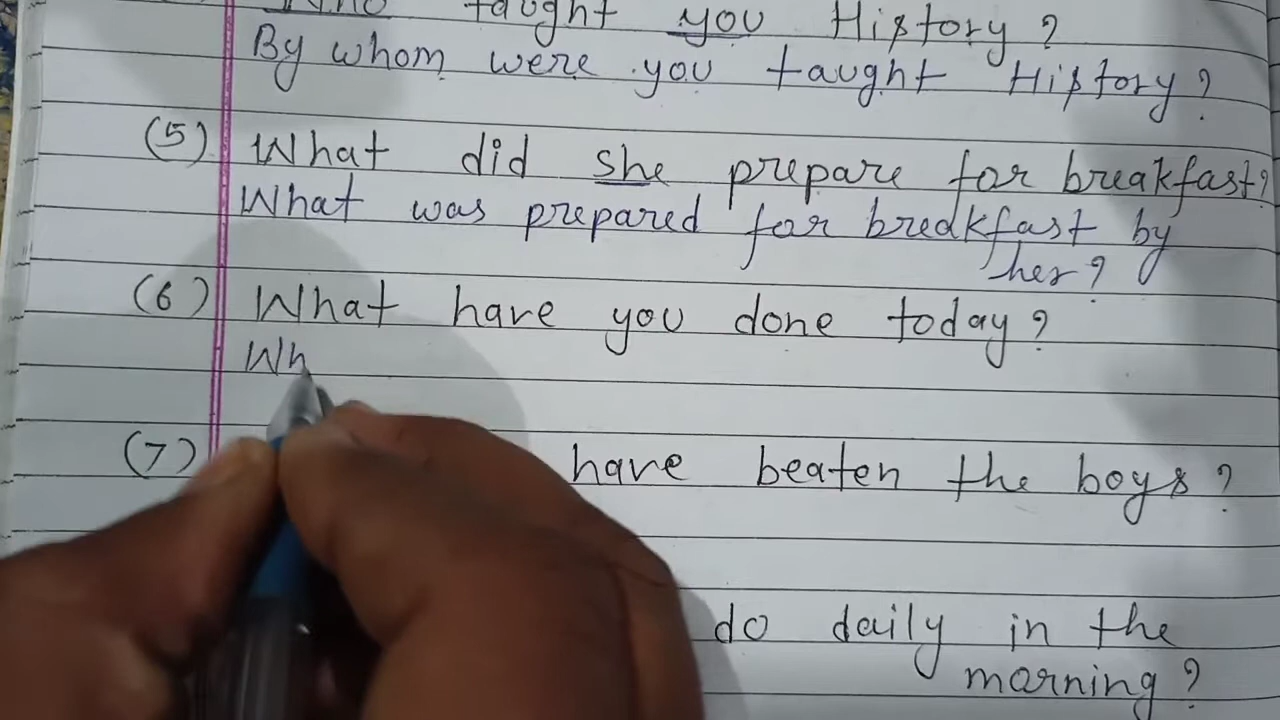 Who taught you History?
By whom were you taught History?
(5) What did she prepare for breakfast?
What was prepared for breakfast by
her?
(6) What have you done today?
Wh
(7) have beaten the boys?
do daily in the
morning?